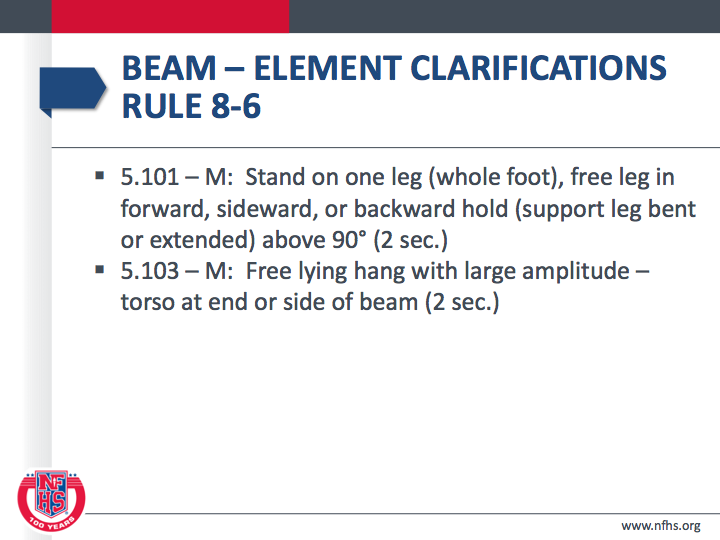 BEAM – ELEMENT CLARIFICATIONS
RULE 8-6
▪ 5.101 – M:  Stand on one leg (whole foot), free leg in
forward, sideward, or backward hold (support leg bent
or extended) above 90° (2 sec.)
▪ 5.103 – M:  Free lying hang with large amplitude –
torso at end or side of beam (2 sec.)
NF
HS
100 YEARS
www.nfhs.org